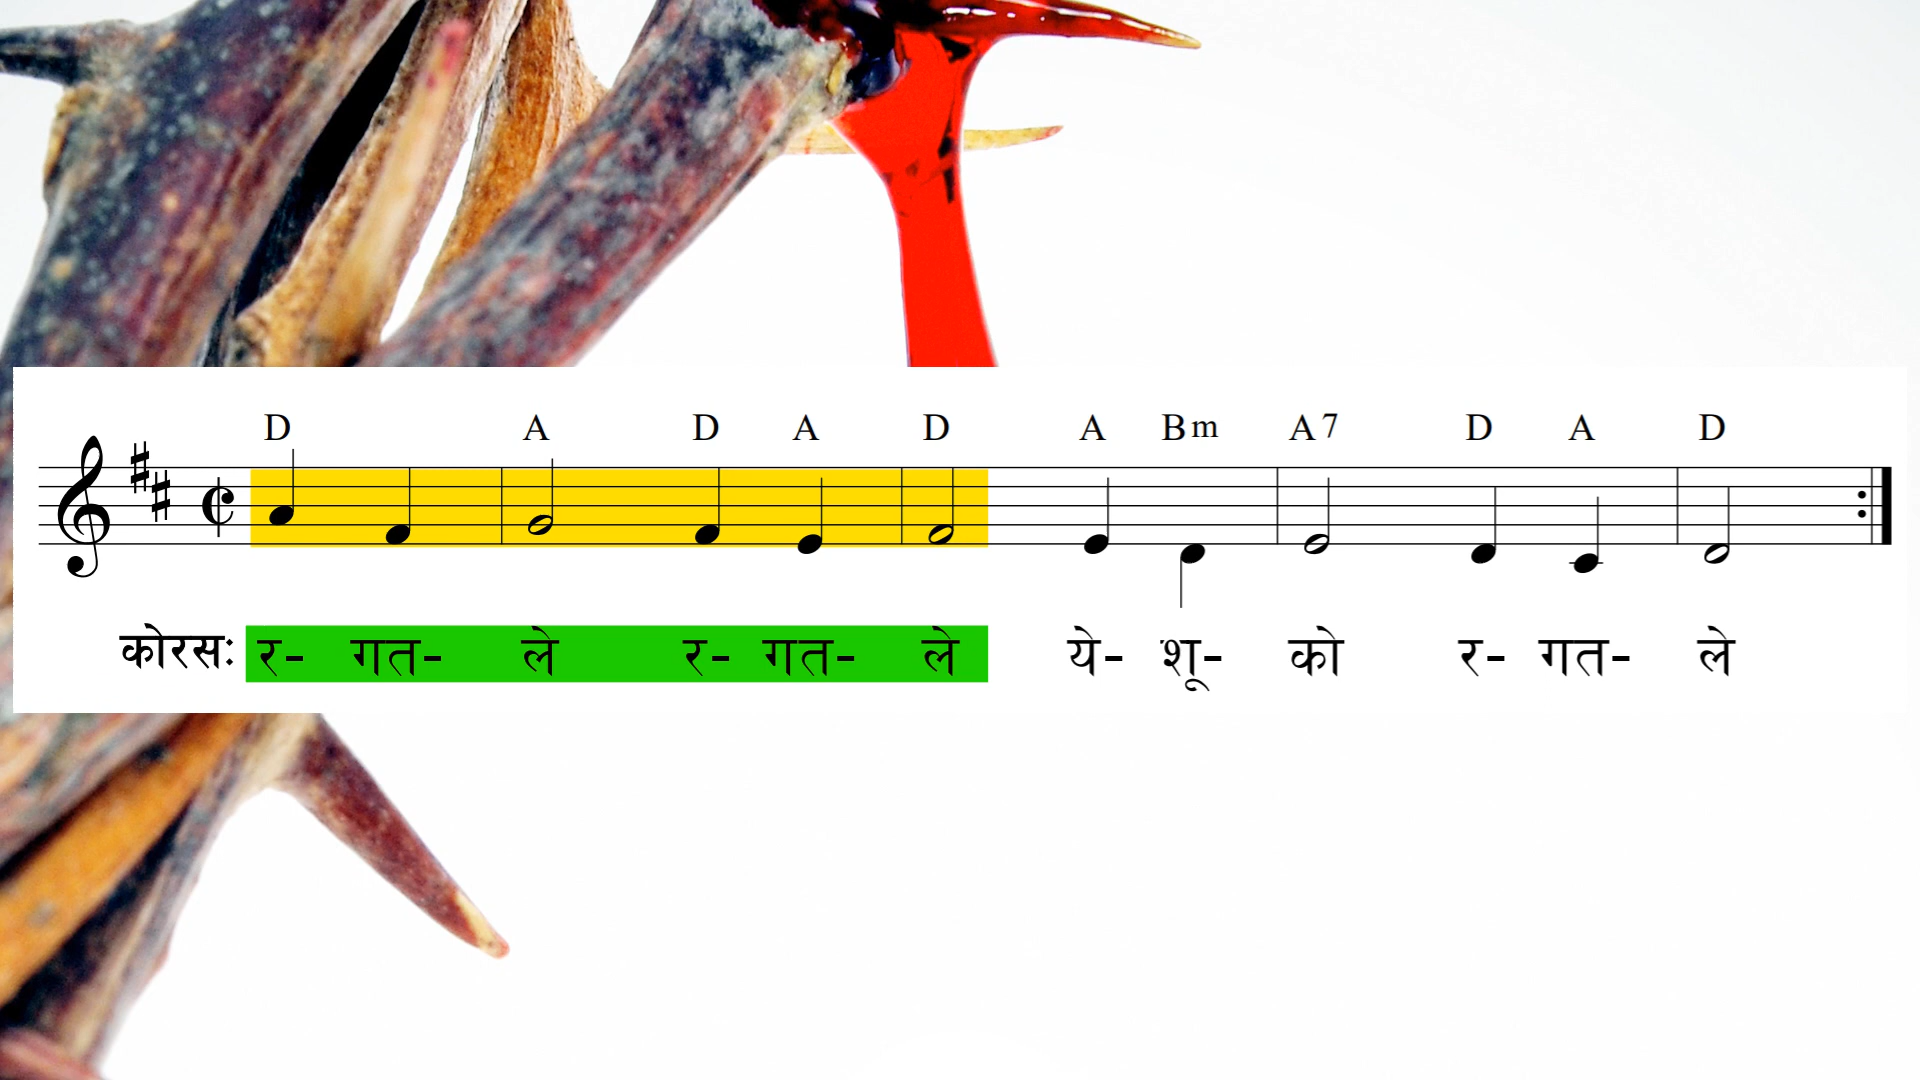 D A D A D A Bm A7 D A D
कोरसः र- गत- ले र- गत- ले ये- शू- को र- गत- ले